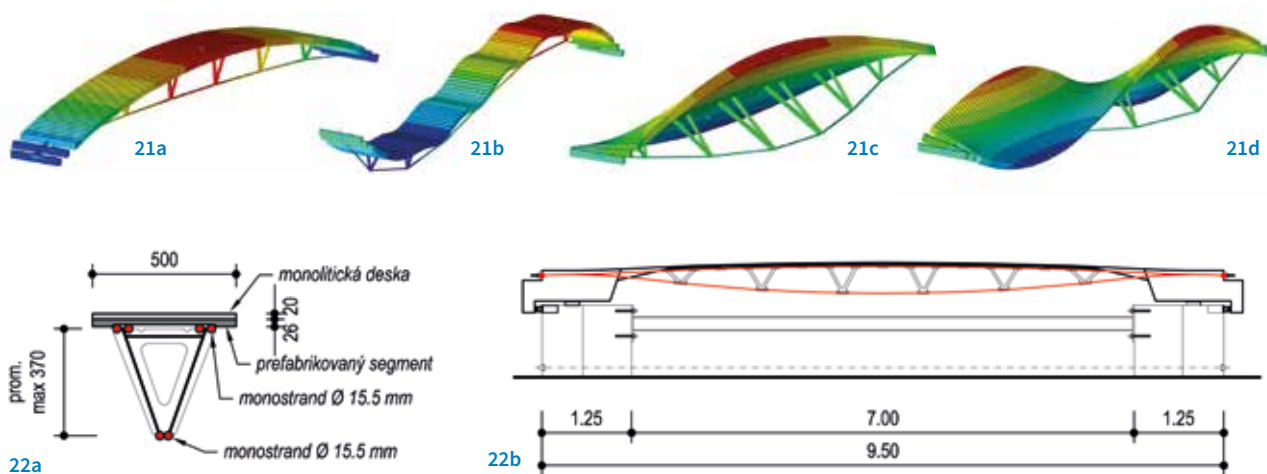 21a
21b
21c
21d
500
monolitická deska
20
26
prefabrikovaný segment
prom.
max 370
monostrand Ø 15.5 mm
monostrand Ø 15.5 mm
22a
1.25
7.00
1.25
9.50
22b